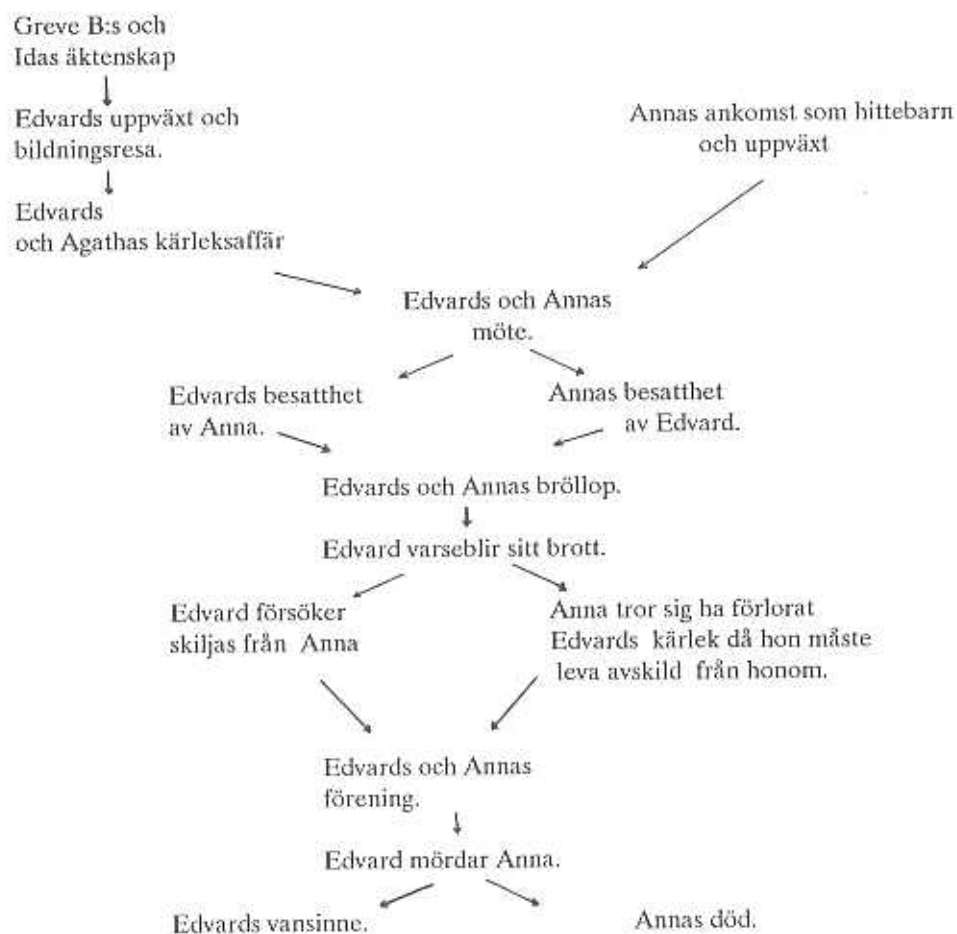 Greve B:s och
Idas äktenskap
Edvards uppväxt och
bildningsresa.
Annas ankomst som hittebarn
och uppväxt
Edvards
och Agathas kärleksaffär
Edvards och Annas
möte.
Edvards besatthet
av Anna.
Annas besatthet
av Edvard.
Edvards och Annas bröllop.
Edvard varseblir sitt brott.
Edvard försöker
skiljas från Anna
Anna tror sig ha förlorat
Edvards kärlek då hon måste
leva avskild från honom.
Edvards och Annas
förening.
Edvard mördar Anna.
Edvards vansinne.
Annas död.